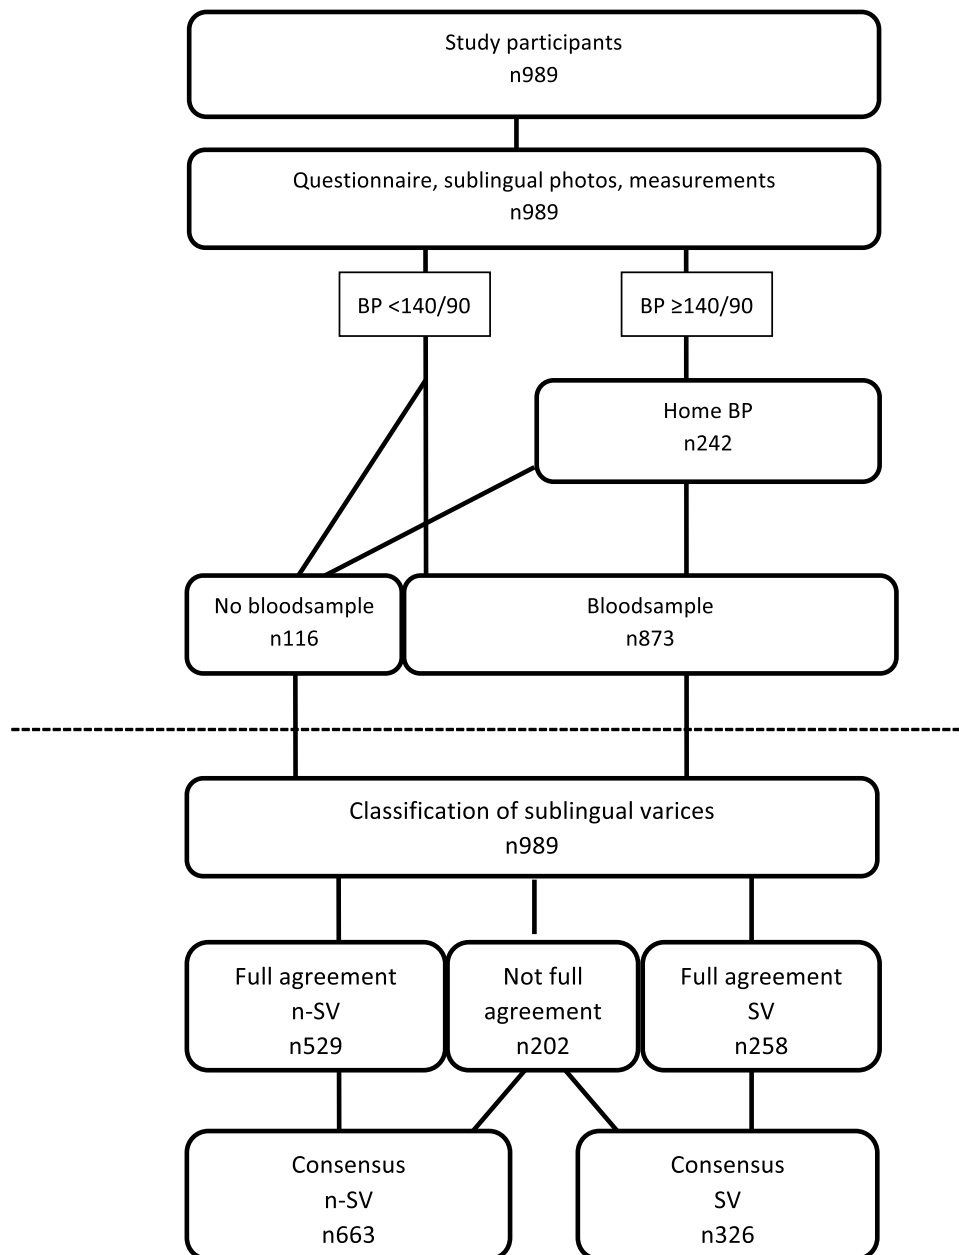 Study participants
n989
Questionnaire, sublingual photos, measurements
n989
BP <140/90
BP ≥140/90
Home BP
n242
No bloodsample
n116
Bloodsample
n873
Classification of sublingual varices
n989
Full agreement
n-SV
n529
Not full
agreement
n202
Full agreement
SV
n258
Consensus
n-SV
n663
Consensus
SV
n326